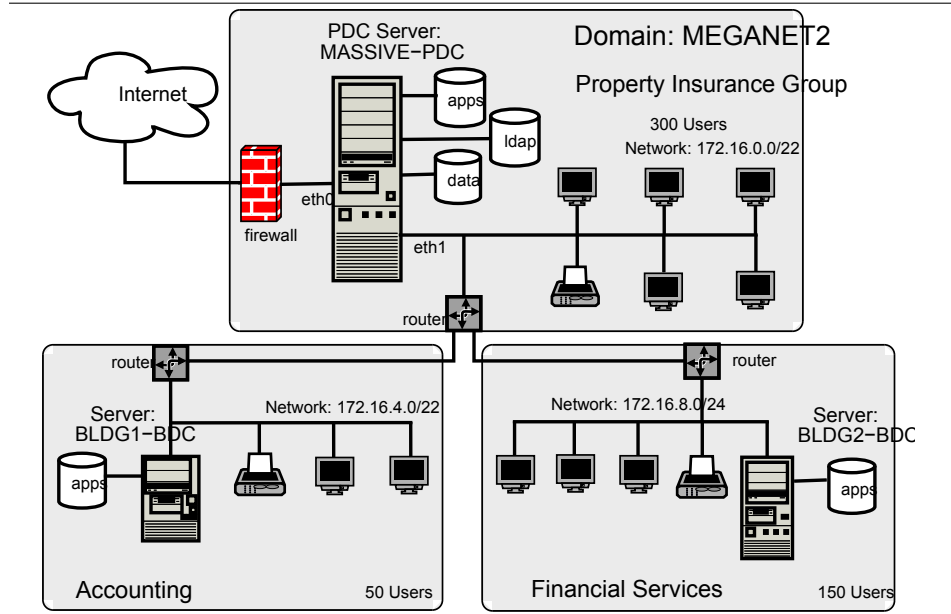 PDC Server:
MASSIVE−PDC
Domain: MEGANET2
Property Insurance Group
Internet
apps
ldap
data
300 Users
Network: 172.16.0.0/22
eth0
firewall
eth1
router
router
router
Server:
BLDG1−BDC
Network: 172.16.4.0/22
Network: 172.16.8.0/24
Server:
BLDG2−BDC
apps
apps
Accounting
50 Users
Financial Services
150 Users